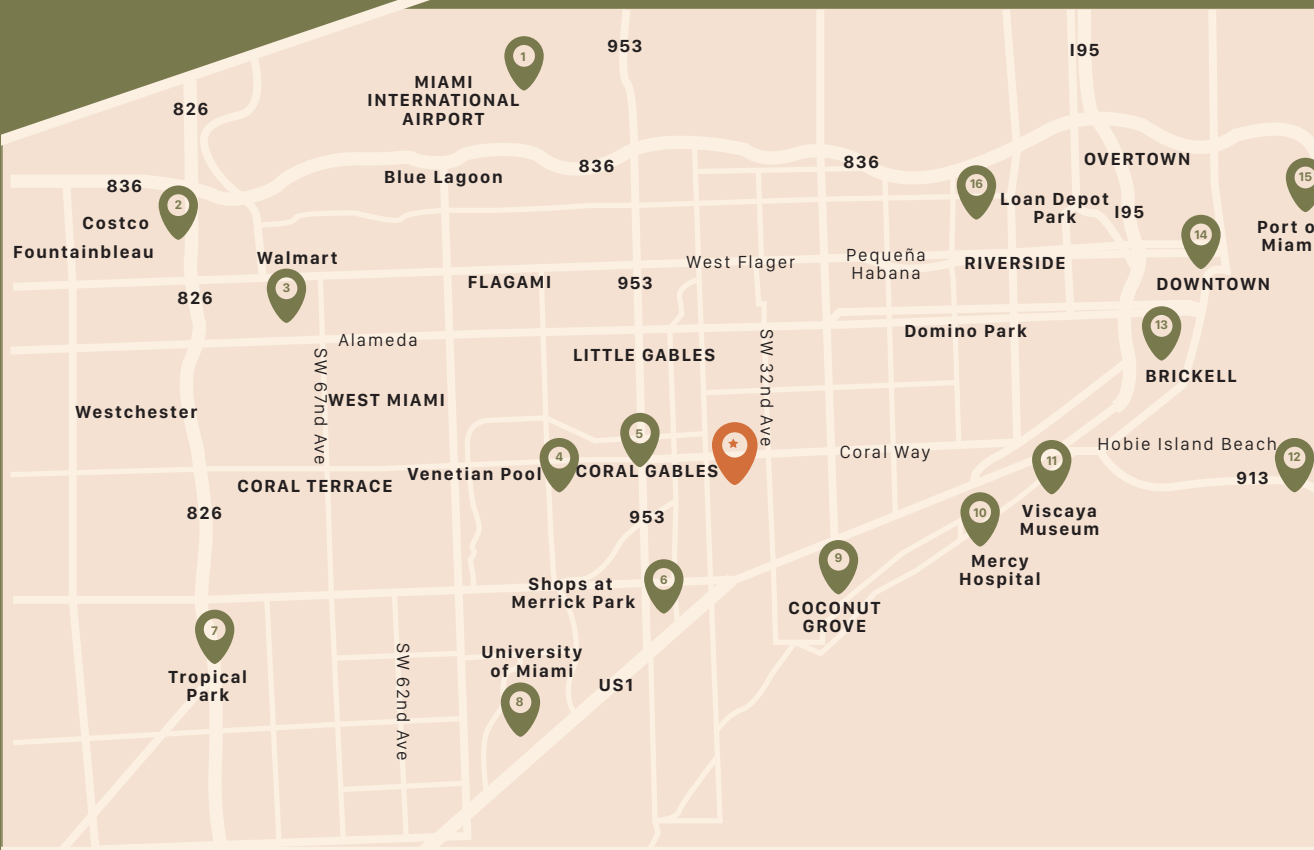 953
I95
1
MIAMI
INTERNATIONAL
AIRPORT
826
836
836
OVERTOWN
Blue Lagoon
836
2
Costco
Fountainbleau
16
Loan Depot
Park
I95
15
Port o
Miam
14
DOWNTOWN
Walmart
3
826
FLAGAMI
953
West Flager
Pequeña
Habana
RIVERSIDE
13
BRICKELL
Domino Park
Alameda
LITTLE GABLES
SW 32nd Ave
SW 67nd Ave
WEST MIAMI
Westchester
5
4
Venetian Pool
CORAL GABLES
Coral Way
Hobie Island Beach
12
913
11
Viscaya
Museum
CORAL TERRACE
826
953
10
Mercy
Hospital
9
COCONUT
GROVE
Shops at
Merrick Park
6
7
Tropical
Park
SW 62nd Ave
University
of Miami
8
US1